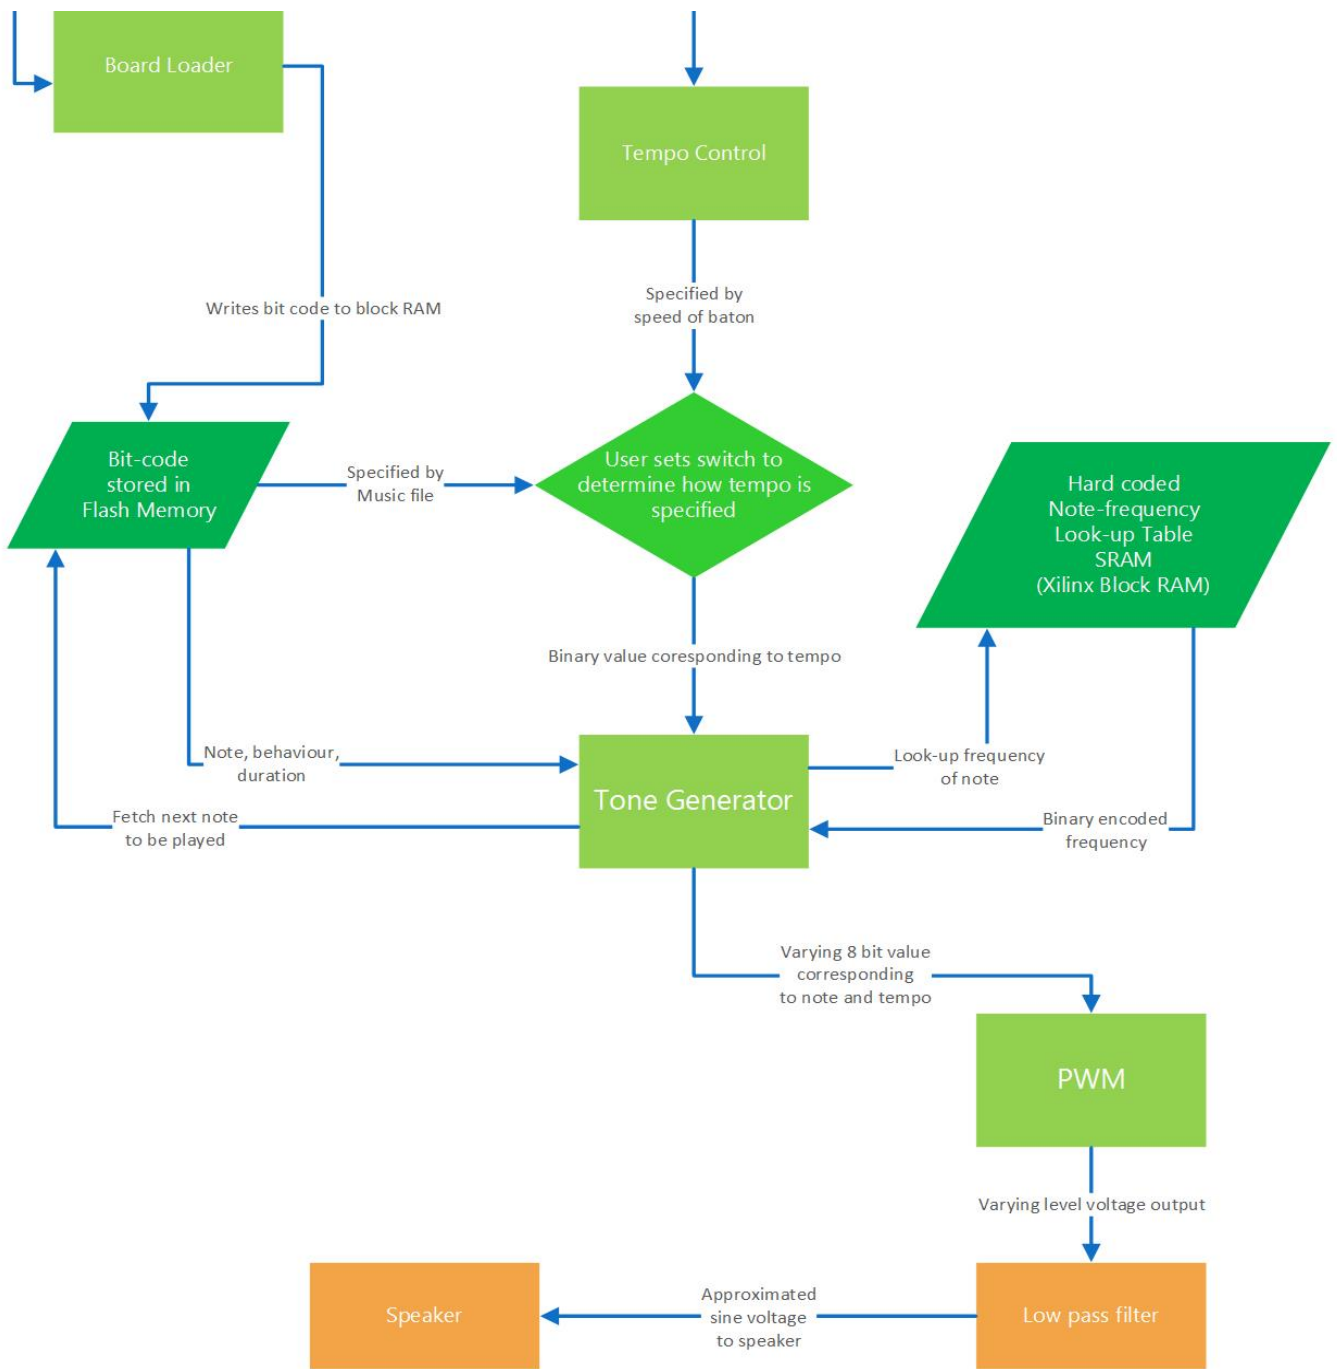 Board Loader
Tempo Control
Writes bit code to block RAM
Specified by
speed of baton
Bit-code
stored in
Flash Memory
Specified by
Music file
User sets switch to
determine how tempo is
specified
Hard coded
Note-frequency
Look-up Table
SRAM
(Xilinx Block RAM)
Binary value coresponding to tempo
Note, behaviour,
duration
Tone Generator
Look-up frequency
of note
Fetch next note
to be played
Binary encoded
frequency
Varying 8 bit value
corresponding
to note and tempo
PWM
Varying level voltage output
Speaker
Approximated
sine voltage
to speaker
Low pass filter